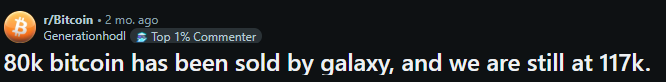 r/Bitcoin • 2 mo. ago
Generationhodl Top 1% Commenter
80k bitcoin has been sold by galaxy, and we are still at 117k.